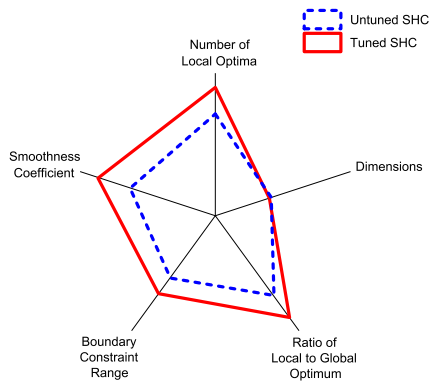 Untuned SHC
Tuned SHC
Number of
Local Optima
Smoothness
Coefficient
Dimensions
Boundary
Constraint
Range
Ratio of
Local to Global
Optimum